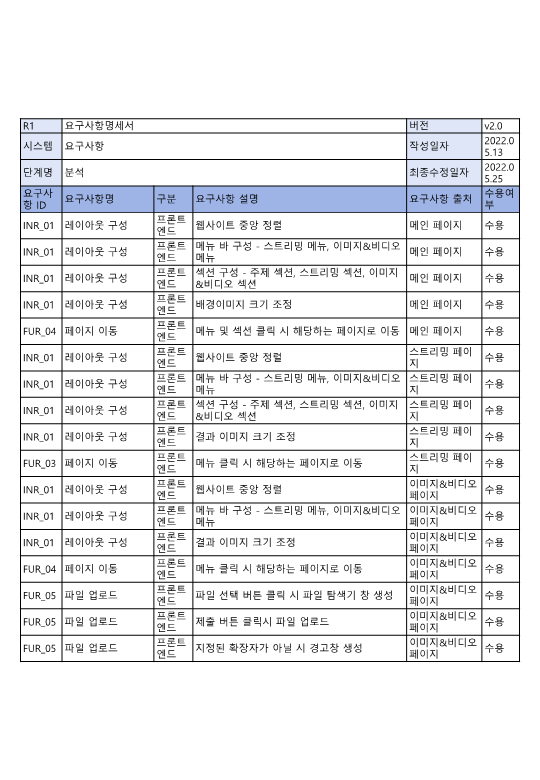 R1 요구사항명세서 버전 v2.0
시스템 요구사항 작성일자 2022.05.13
단계명 분석 최종수정일자 2022.05.25
요구사항 ID 요구사항명 구분 요구사항 설명 요구사항 출처 수용여부
INR_01 레이아웃 구성 프론트엔드 웹사이트 중앙 정렬 메인 페이지 수용
INR_01 레이아웃 구성 프론트엔드 메뉴 바 구성 - 스트리밍 메뉴, 이미지&비디오 메뉴 메인 페이지 수용
INR_01 레이아웃 구성 프론트엔드 섹션 구성 - 주제 섹션, 스트리밍 섹션, 이미지&비디오 섹션 메인 페이지 수용
INR_01 레이아웃 구성 프론트엔드 배경이미지 크기 조정 메인 페이지 수용
FUR_04 페이지 이동 프론트엔드 메뉴 및 섹션 클릭 시 해당하는 페이지로 이동 메인 페이지 수용
INR_01 레이아웃 구성 프론트엔드 웹사이트 중앙 정렬 스트리밍 페이지 수용
INR_01 레이아웃 구성 프론트엔드 메뉴 바 구성 - 스트리밍 메뉴, 이미지&비디오 메뉴 스트리밍 페이지 수용
INR_01 레이아웃 구성 프론트엔드 섹션 구성 - 주제 섹션, 스트리밍 섹션, 이미지&비디오 섹션 스트리밍 페이지 수용
INR_01 레이아웃 구성 프론트엔드 결과 이미지 크기 조정 스트리밍 페이지 수용
FUR_03 페이지 이동 프론트엔드 메뉴 클릭 시 해당하는 페이지로 이동 스트리밍 페이지 수용
INR_01 레이아웃 구성 프론트엔드 웹사이트 중앙 정렬 이미지&비디오 페이지 수용
INR_01 레이아웃 구성 프론트엔드 메뉴 바 구성 - 스트리밍 메뉴, 이미지&비디오 메뉴 이미지&비디오 페이지 수용
INR_01 레이아웃 구성 프론트엔드 결과 이미지 크기 조정 이미지&비디오 페이지 수용
FUR_04 페이지 이동 프론트엔드 메뉴 클릭 시 해당하는 페이지로 이동 이미지&비디오 페이지 수용
FUR_05 파일 업로드 프론트엔드 파일 선택 버튼 클릭 시 파일 탐색기 창 생성 이미지&비디오 페이지 수용
FUR_05 파일 업로드 프론트엔드 제출 버튼 클릭시 파일 업로드 이미지&비디오 페이지 수용
FUR_05 파일 업로드 프론트엔드 지정된 확장자가 아닐 시 경고창 생성 이미지&비디오 페이지 수용